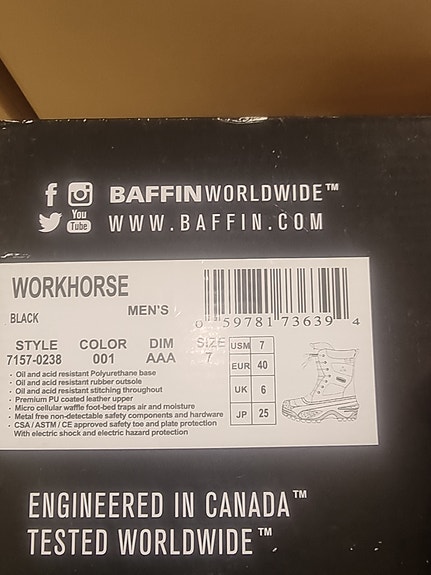 f BAFFIN WORLDWIDE™
You Tube WWW.BAFFIN.COM
WORKHORSE
BLACK MEN'S
0 59781 73639 4
STYLE COLOR DIM SIZE
7157-0238 001 AAA 7
USM 7
EUR 40
UK 6
JP 25
· Oil and acid resistant Polyurethane base
· Oil and acid resistant rubber outsole
· Oil and acid resistant stitching throughout
· Premium PU coated leather upper
· Micro cellular waffle foot-bed traps air and moisture
· Metal free non-detectable safety components and hardware
· CSA / ASTM / CE approved safety toe and plate protection
With electric shock and electric hazard protection
ENGINEERED IN CANADA™
TESTED WORLDWIDE™